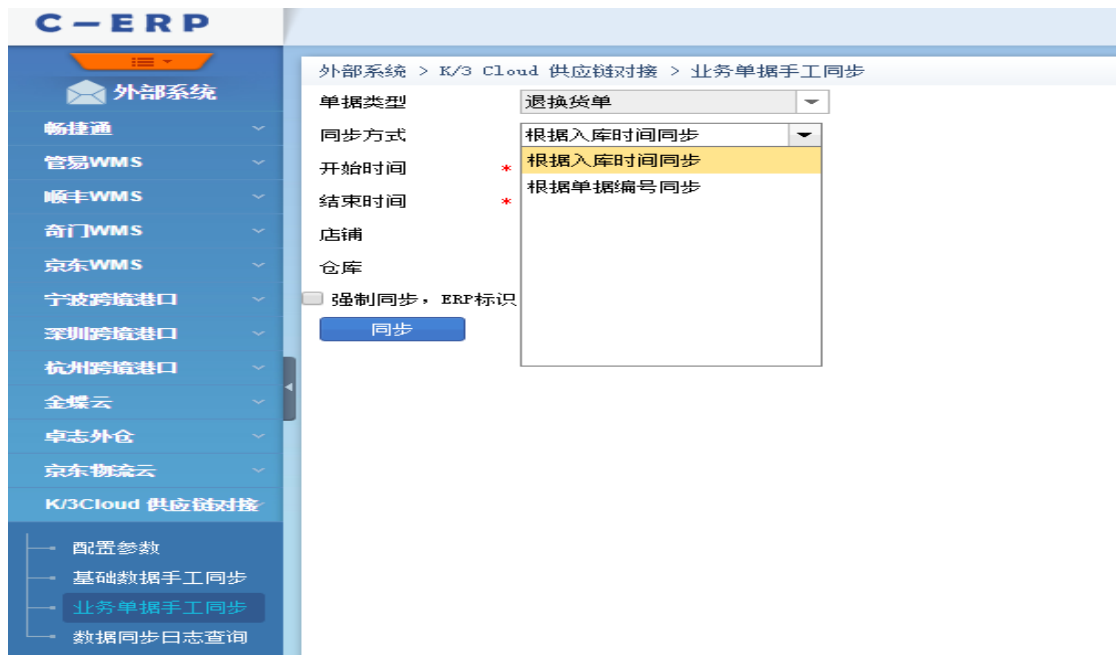 C-ERP
外部系统
畅捷通
管易WMS
顺丰WMS
奇门WMS
京东WMS
宁波跨境港口
深圳跨境港口
杭州跨境港口
金蝶云
卓志外仓
京东物流云
K/3Cloud 供应链对接
配置参数
基础数据手工同步
业务单据手工同步
数据同步日志查询
外部系统 > K/3 Cloud 供应链对接 > 业务单据手工同步
单据类型 退换货单
同步方式 根据入库时间同步
根据入库时间同步
根据单据编号同步
开始时间 *
结束时间 *
店铺
仓库
强制同步，ERP标识
同步